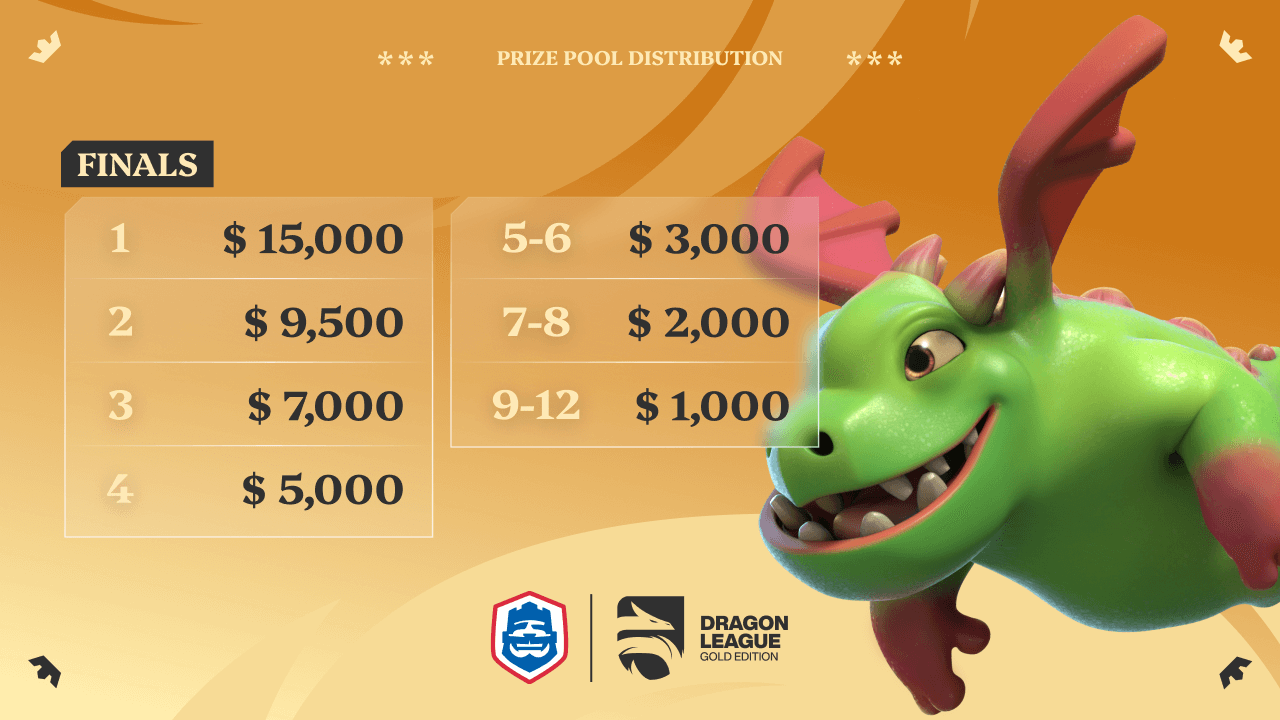 *** PRIZE POOL DISTRIBUTION ***
FINALS
1 $ 15,000
2 $ 9,500
3 $ 7,000
4 $ 5,000
5-6 $ 3,000
7-8 $ 2,000
9-12 $ 1,000
DRAGON
LEAGUE
GOLD EDITION